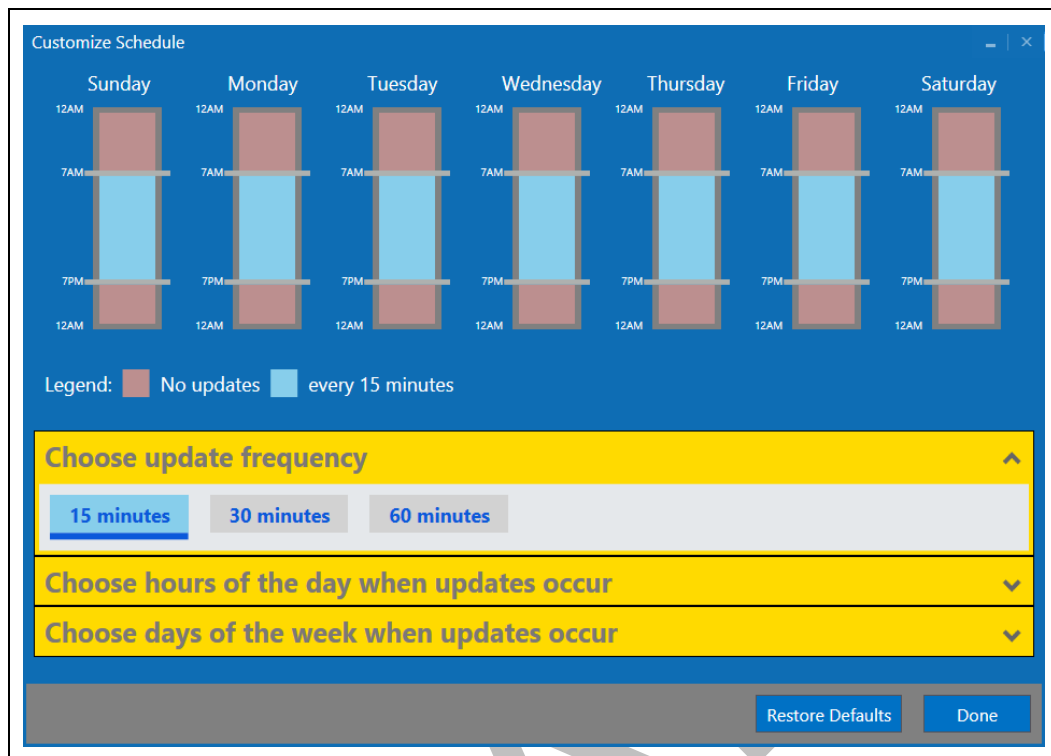 Customize Schedule
Sunday Monday Tuesday Wednesday Thursday Friday Saturday
12AM 12AM 12AM 12AM 12AM 12AM 12AM
7AM 7AM 7AM 7AM 7AM 7AM 7AM
7PM 7PM 7PM 7PM 7PM 7PM 7PM
12AM 12AM 12AM 12AM 12AM 12AM 12AM
Legend: No updates every 15 minutes
Choose update frequency
15 minutes 30 minutes 60 minutes
Choose hours of the day when updates occur
Choose days of the week when updates occur
Restore Defaults Done